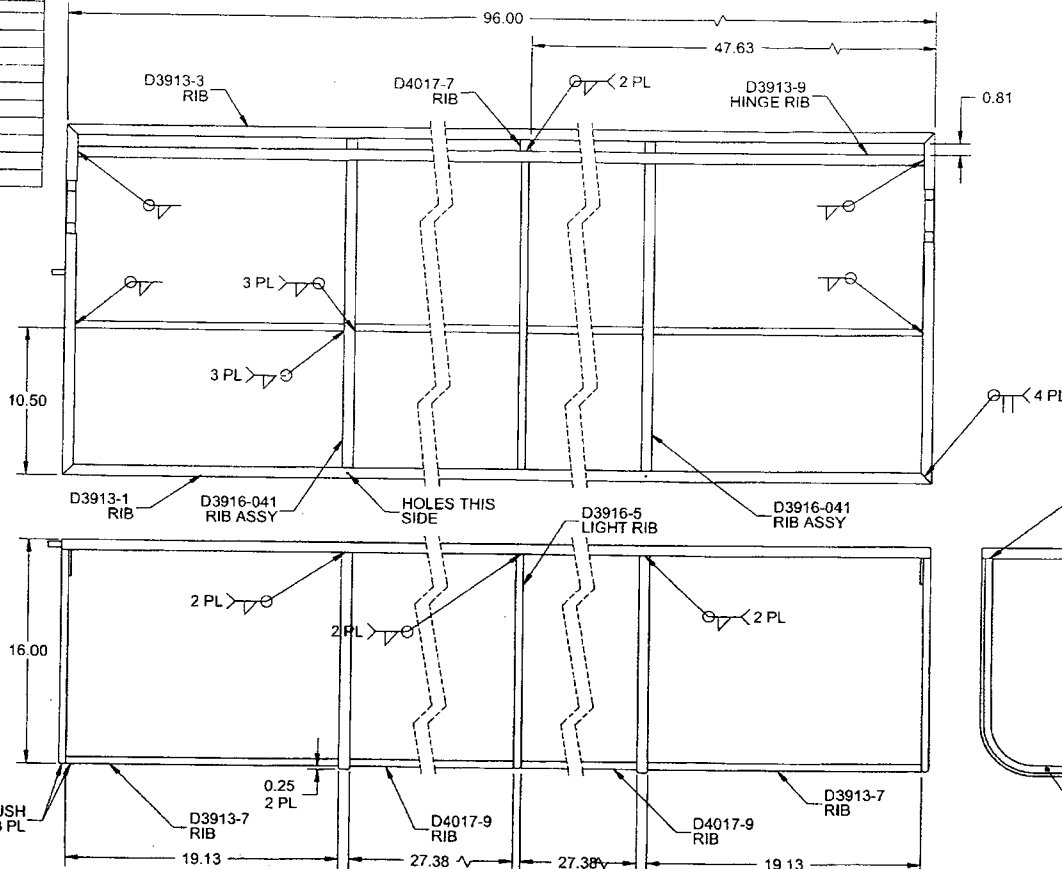 96.00
47.63
D3913-3
RIB
D4017-7
RIB
2 PL
D3913-9
HINGE RIB
0.81
3 PL
3 PL
10.50
4 PL
D3913-1
RIB
D3916-041
RIB ASSY
HOLES THIS
SIDE
D3916-5
LIGHT RIB
D3916-041
RIB ASSY
2 PL
2 PL
2 PL
16.00
0.25
2 PL
D3913-7
RIB
D4017-9
RIB
D4017-9
RIB
D3913-7
RIB
19.13
27.38
27.38
19.13